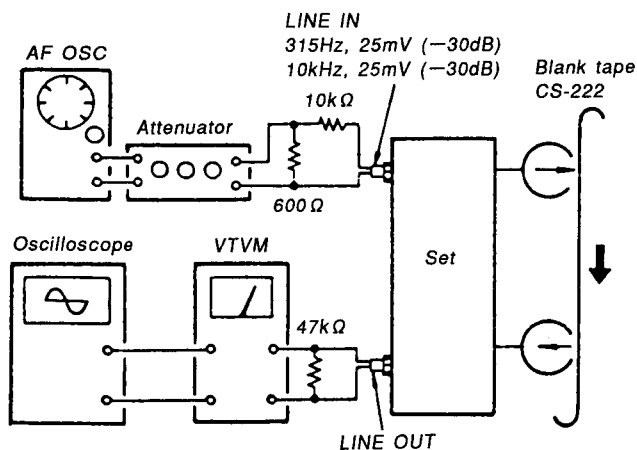 LINE IN
315Hz, 25mV (−30dB)
10kHz, 25mV (−30dB)
AF OSC
Blank tape
CS-222
Attenuator
10kΩ
600Ω
Oscilloscope
VTVM
Set
47kΩ
LINE OUT